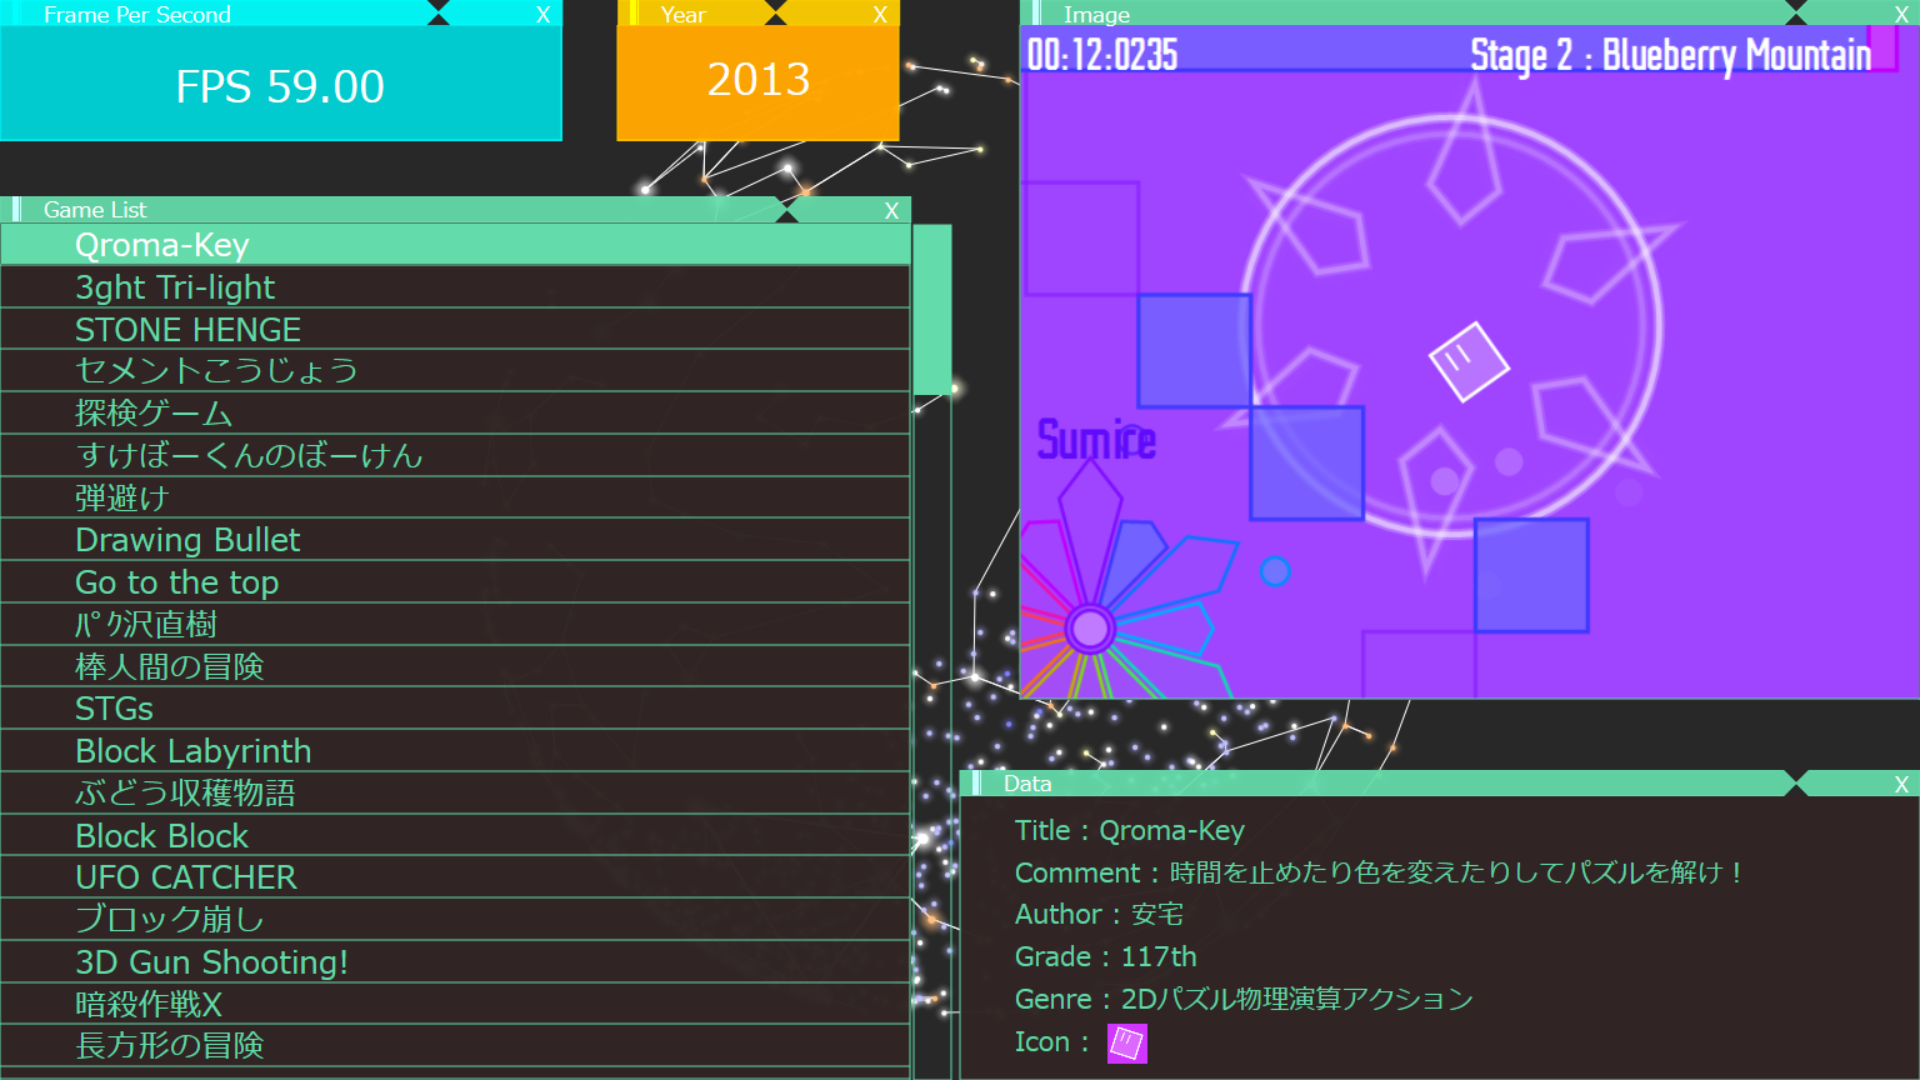 Frame Per Second X
FPS 59.00
Year X
2013
Image X
00:12:0235 Stage 2 : Blueberry Mountain
Sumire
Game List X
Qroma-Key
3ght Tri-light
STONE HENGE
セメントこうじょう
探検ゲーム
すけぼーくんのぼーけん
弾避け
Drawing Bullet
Go to the top
パク沢直樹
棒人間の冒険
STGs
Block Labyrinth
ぶどう収穫物語
Block Block
UFO CATCHER
ブロック崩し
3D Gun Shooting!
暗殺作戦X
長方形の冒険
Data X
Title : Qroma-Key
Comment : 時間を止めたり色を変えたりしてパズルを解け！
Author : 安宅
Grade : 117th
Genre : 2Dパズル物理演算アクション
Icon :